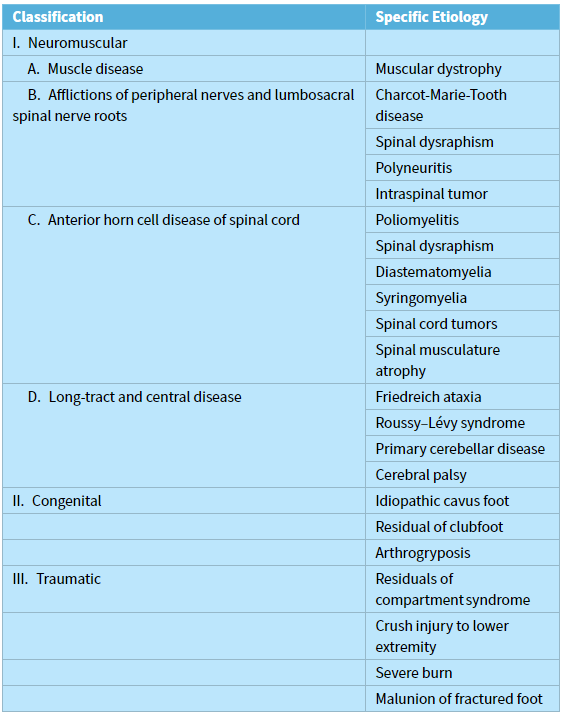 Classification Specific Etiology
I. Neuromuscular
A. Muscle disease Muscular dystrophy
B. Afflictions of peripheral nerves and lumbosacral
spinal nerve roots
Charcot-Marie-Tooth
disease
Spinal dysraphism
Polyneuritis
Intraspinal tumor
C. Anterior horn cell disease of spinal cord Poliomyelitis
Spinal dysraphism
Diastematomyelia
Syringomyelia
Spinal cord tumors
Spinal musculature
atrophy
D. Long-tract and central disease Friedreich ataxia
Roussy–Lévy syndrome
Primary cerebellar disease
Cerebral palsy
II. Congenital Idiopathic cavus foot
Residual of clubfoot
Arthrogryposis
III. Traumatic Residuals of
compartment syndrome
Crush injury to lower
extremity
Severe burn
Malunion of fractured foot